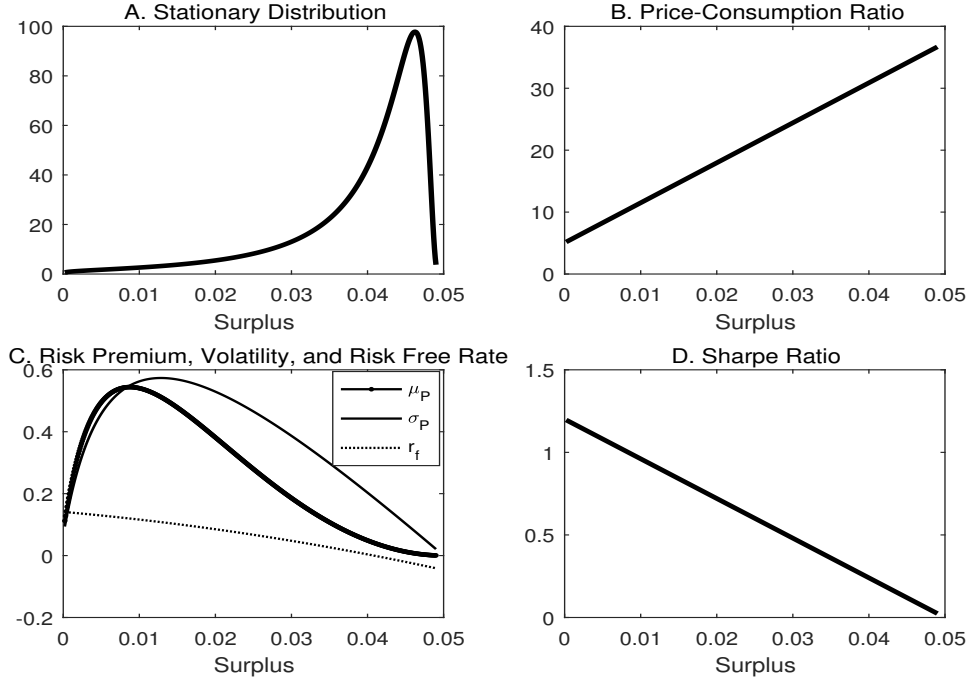 A. Stationary Distribution
100
80
60
40
20
0
0 0.01 0.02 0.03 0.04 0.05
Surplus
B. Price-Consumption Ratio
40
30
20
10
0
0 0.01 0.02 0.03 0.04 0.05
Surplus
C. Risk Premium, Volatility, and Risk Free Rate
0.6
0.4
0.2
0
-0.2
μP
σP
rf
0 0.01 0.02 0.03 0.04 0.05
Surplus
D. Sharpe Ratio
1.5
1
0.5
0
0 0.01 0.02 0.03 0.04 0.05
Surplus